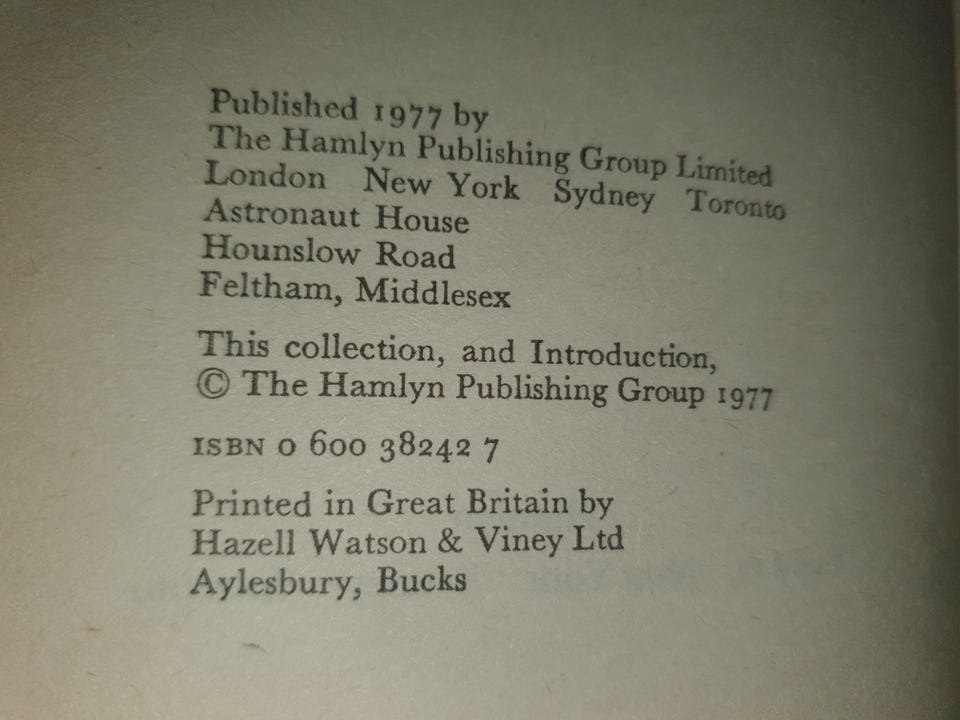 Published 1977 by
The Hamlyn Publishing Group Limited
London New York Sydney Toronto
Astronaut House
Hounslow Road
Feltham, Middlesex
This collection, and Introduction,
© The Hamlyn Publishing Group 1977
ISBN 0 600 38242 7
Printed in Great Britain by
Hazell Watson & Viney Ltd
Aylesbury, Bucks